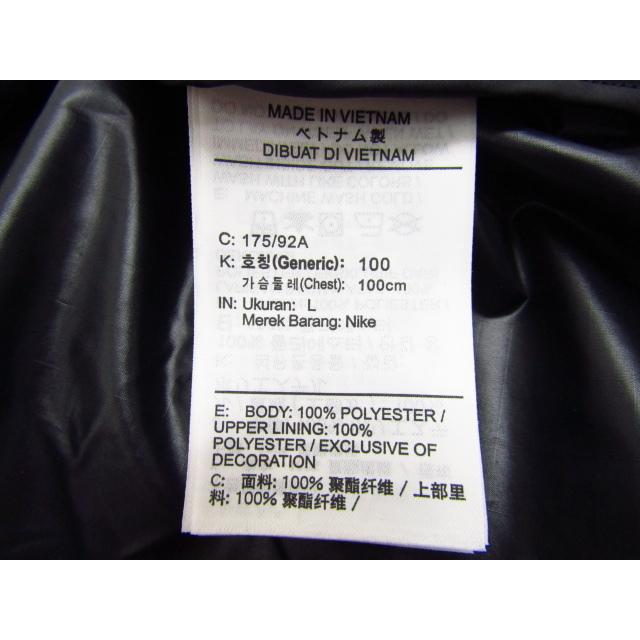 MADE IN VIETNAM
ベトナム製
DIBUAT DI VIETNAM
C: 175/92A
K: 호칭(Generic): 100
가슴둘레(Chest): 100cm
IN: Ukuran: L
Merek Barang: Nike
E: BODY: 100% POLYESTER /
UPPER LINING: 100%
POLYESTER / EXCLUSIVE OF
DECORATION
C: 面料: 100% 聚酯纤维 / 上部里
料: 100% 聚酯纤维 /